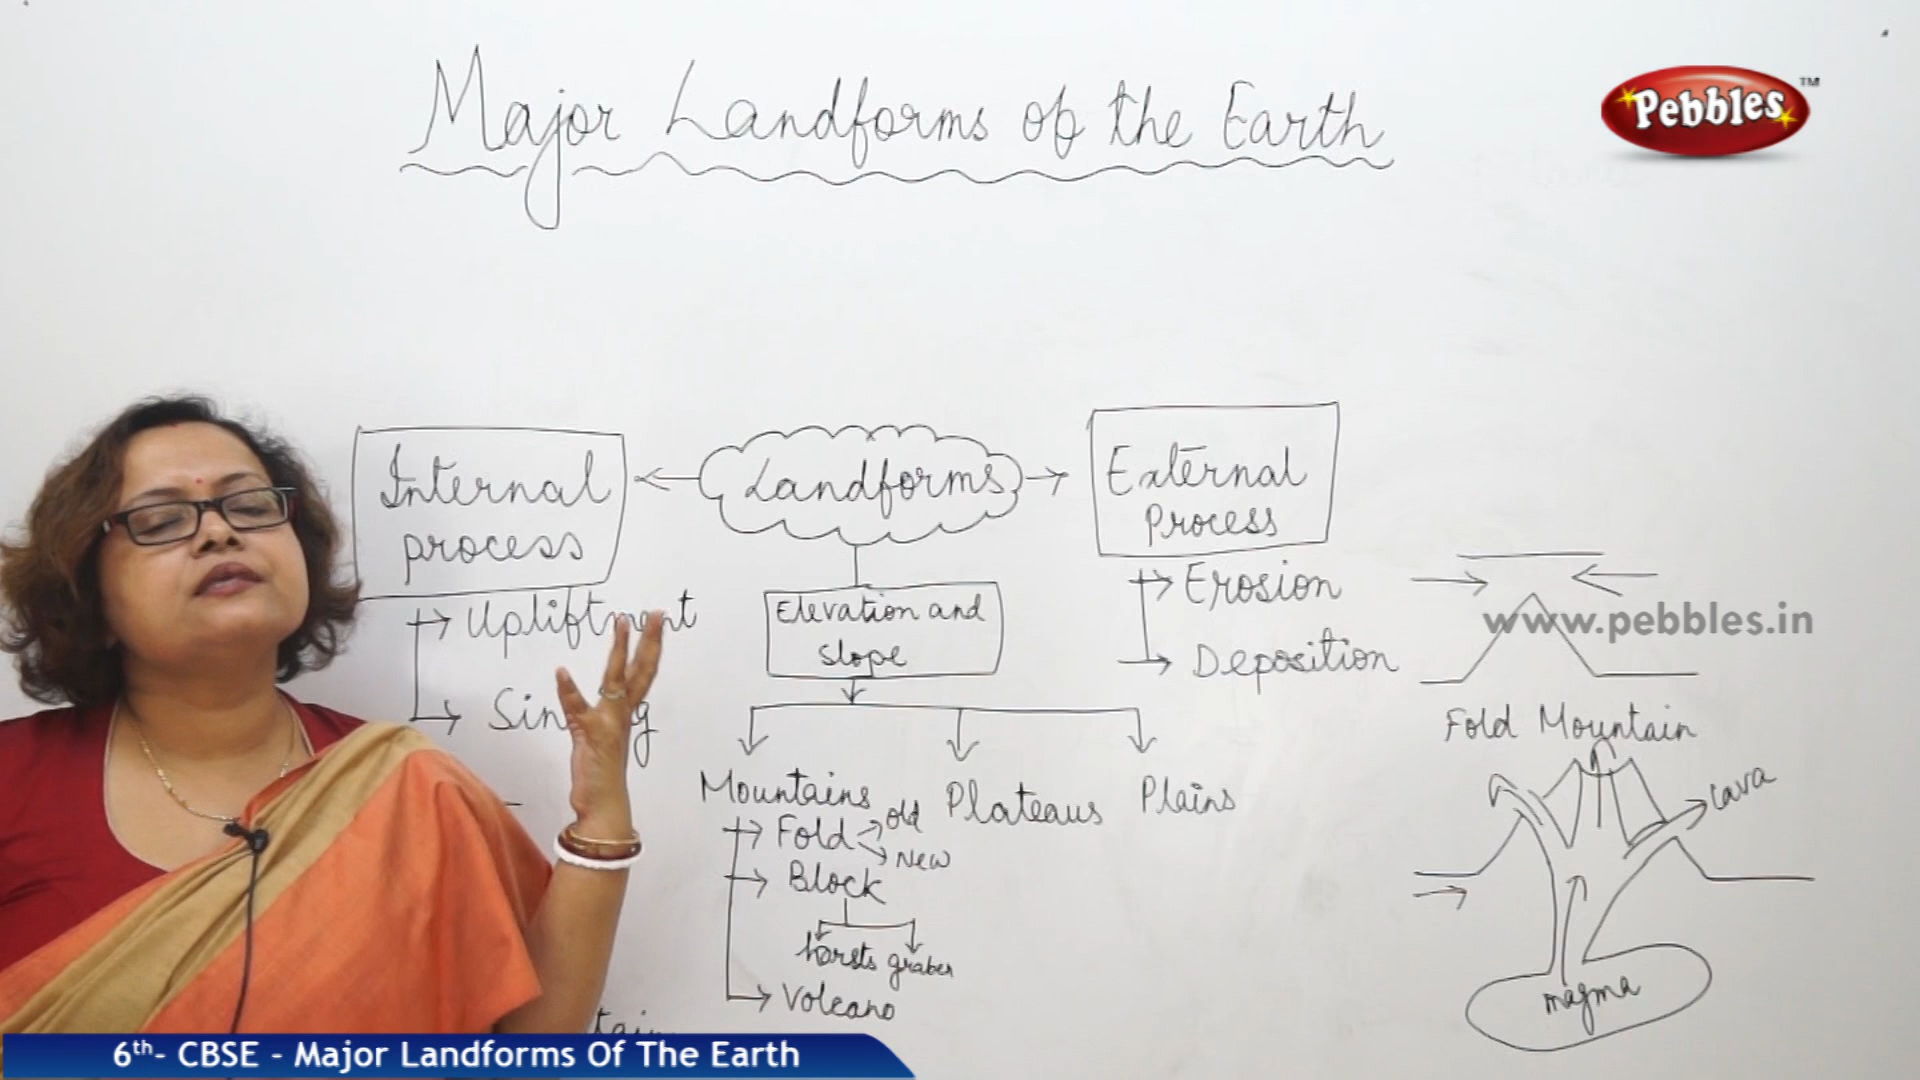 Major Landforms of the Earth
Pebbles™
Internal
process
Landforms
External
Process
Upliftment
Elevation and
slope
Erosion
Deposition
www.pebbles.in
Fold Mountain
Mountains
Plateaus
Plains
Fold
old
New
Block
horsts graben
Volcano
lava
magma
6th- CBSE - Major Landforms Of The Earth